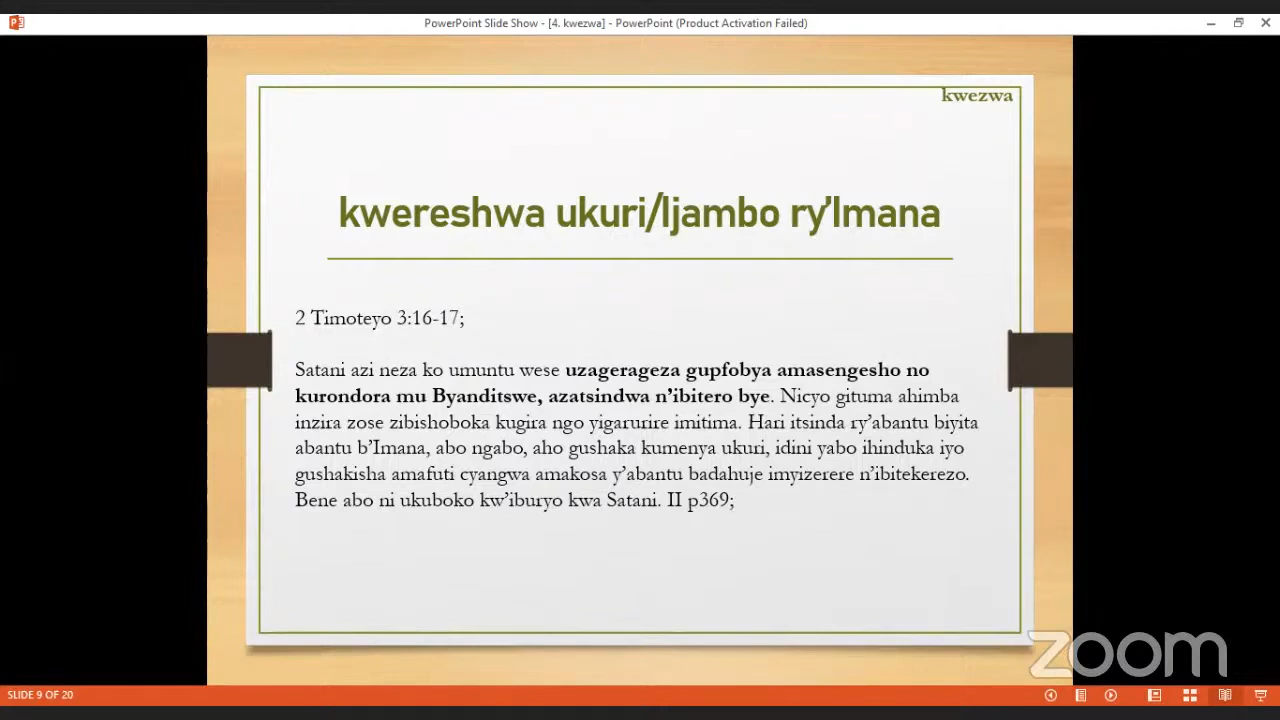 PowerPoint Slide Show - [4. kwezwa] - PowerPoint (Product Activation Failed)
kwezwa
kwereshwa ukuri/Ijambo ry'Imana
2 Timoteyo 3:16-17;
Satani azi neza ko umuntu wese uzagerageza gupfobya amasengesho no
kurondora mu Byanditswe, azatsindwa n'ibitero bye. Nicyo gituma ahimba
inzira zose zibishoboka kugira ngo yigarurire imitima. Hari itsinda ry'abantu biyita
abantu b'Imana, abo ngabo, aho gushaka kumenya ukuri, idini yabo ihinduka iyo
gushakisha amafuti cyangwa amakosa y'abantu badahuje imyizerere n'ibitekerezo.
Bene abo ni ukuboko kw'iburyo kwa Satani. II p369;
zoom
SLIDE 9 OF 20